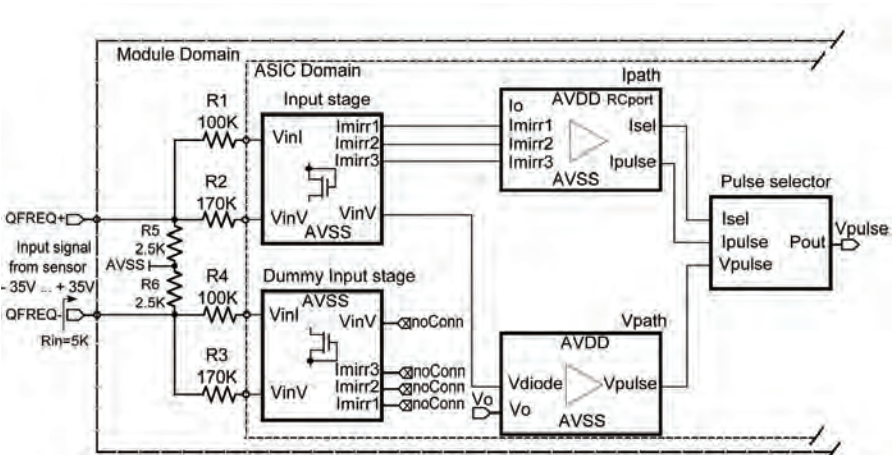 Module Domain
ASIC Domain
R1
100K
Input stage
VinI
Imirr1
Imirr2
Imirr3
VinV
VinV
AVSS
R2
170K
QFREQ+
R5
2.5K
AVSS
R6
2.5K
Input signal
from sensor
- 35V ... + 35V
QFREQ-
Rin=5K
R4
100K
R3
170K
Dummy Input stage
AVSS
VinI
VinV
noConn
VinV
Imirr3
noConn
Imirr2
noConn
Imirr1
noConn
Ipath
Io
AVDD
RCport
Imirr1
Imirr2
Imirr3
Isel
Ipulse
AVSS
Vpath
AVDD
Vdiode
Vpulse
Vo
Vo
AVSS
Pulse selector
Isel
Ipulse
Vpulse
Pout
Vpulse